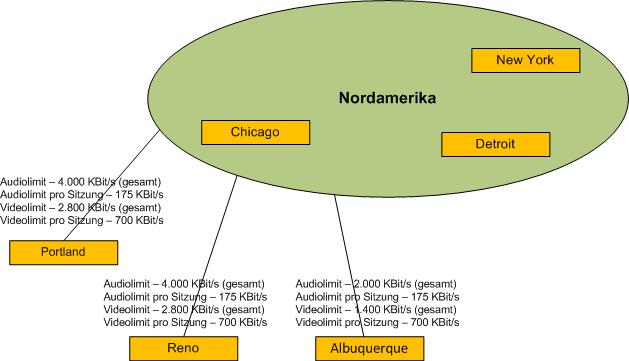 New York
Nordamerika
Chicago
Detroit
Audiolimit – 4.000 KBit/s (gesamt)
Audiolimit pro Sitzung – 175 KBit/s
Videolimit – 2.800 KBit/s (gesamt)
Videolimit pro Sitzung – 700 KBit/s
Portland
Audiolimit – 4.000 KBit/s (gesamt)
Audiolimit pro Sitzung – 175 KBit/s
Videolimit – 2.800 KBit/s (gesamt)
Videolimit pro Sitzung – 700 KBit/s
Reno
Audiolimit – 2.000 KBit/s (gesamt)
Audiolimit pro Sitzung – 175 KBit/s
Videolimit – 1.400 KBit/s (gesamt)
Videolimit pro Sitzung – 700 KBit/s
Albuquerque